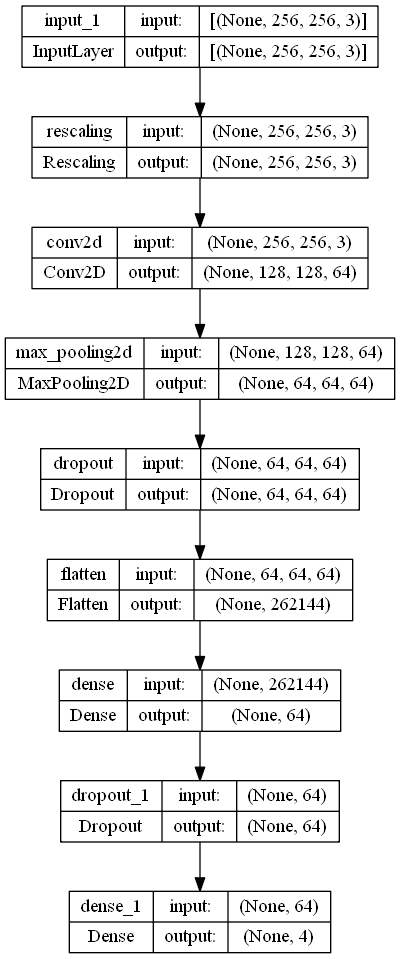 input_1 input: [(None, 256, 256, 3)]
InputLayer output: [(None, 256, 256, 3)]
rescaling input: (None, 256, 256, 3)
Rescaling output: (None, 256, 256, 3)
conv2d input: (None, 256, 256, 3)
Conv2D output: (None, 128, 128, 64)
max_pooling2d input: (None, 128, 128, 64)
MaxPooling2D output: (None, 64, 64, 64)
dropout input: (None, 64, 64, 64)
Dropout output: (None, 64, 64, 64)
flatten input: (None, 64, 64, 64)
Flatten output: (None, 262144)
dense input: (None, 262144)
Dense output: (None, 64)
dropout_1 input: (None, 64)
Dropout output: (None, 64)
dense_1 input: (None, 64)
Dense output: (None, 4)